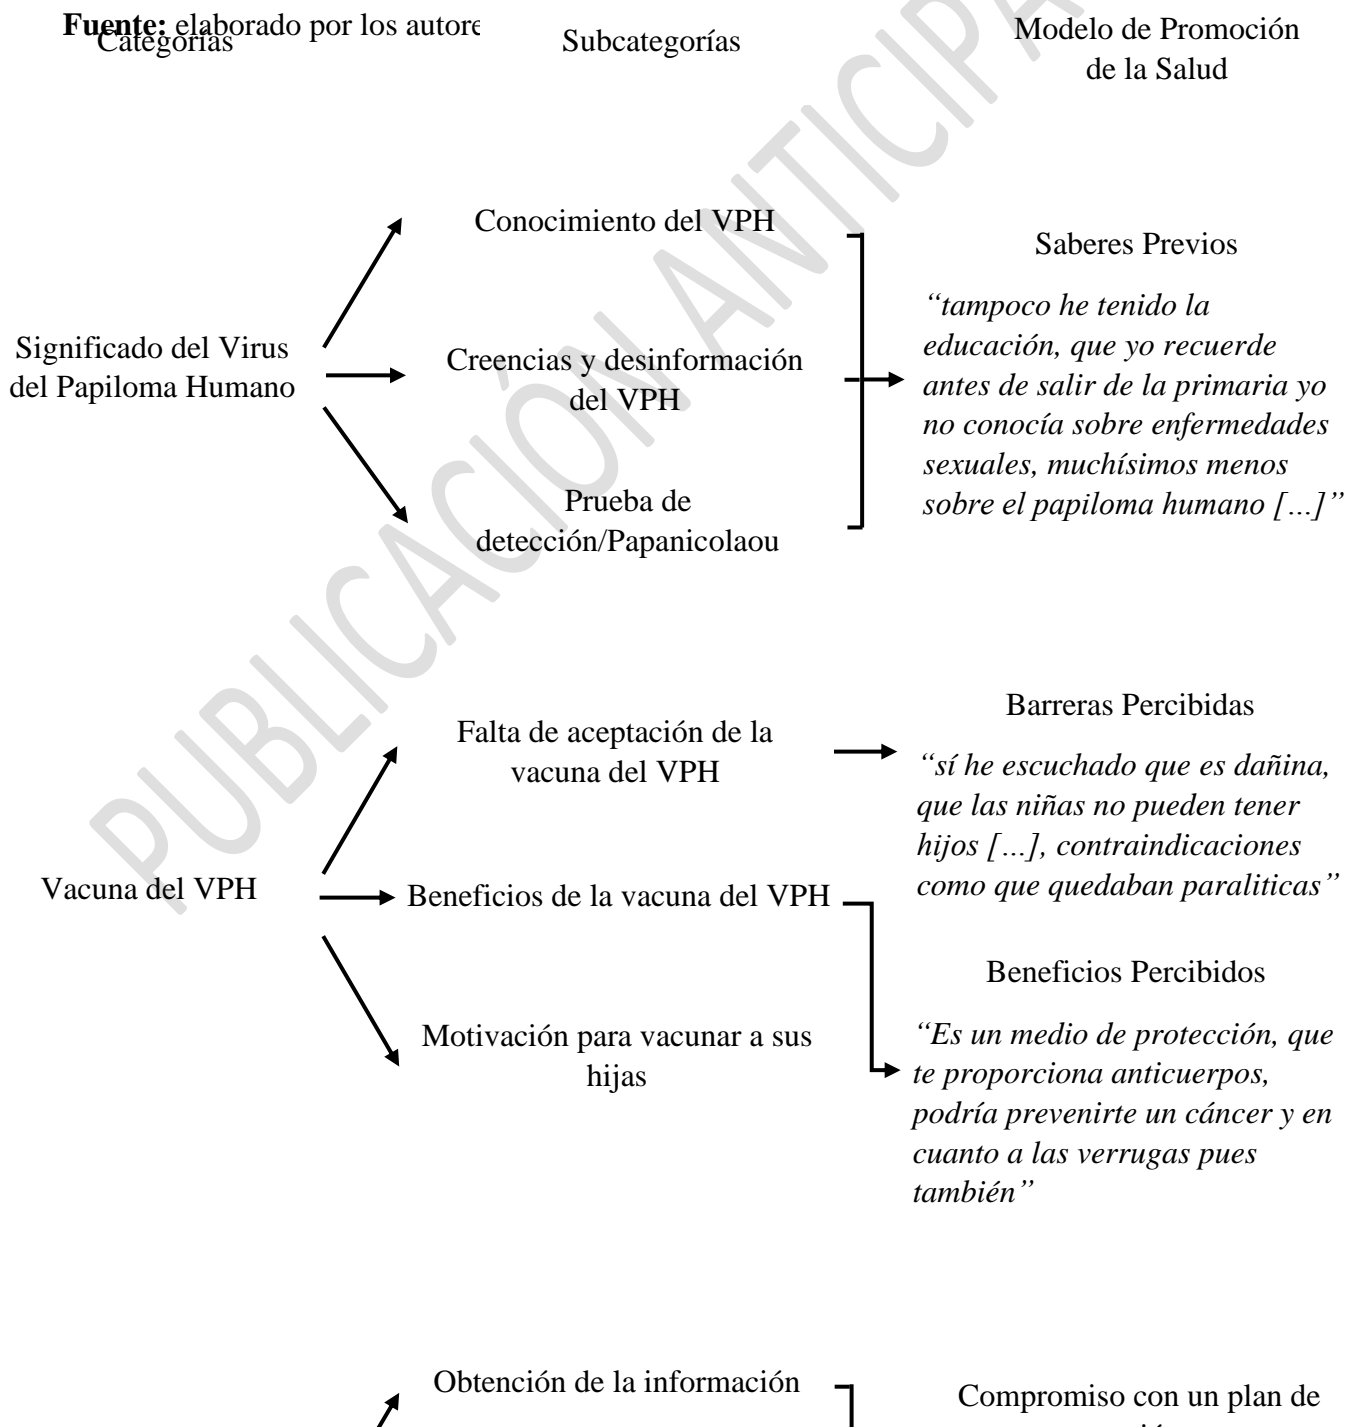 Fuente: elaborado por los autore
Categorías
Subcategorías
Modelo de Promoción
de la Salud
PUBLICACIÓN ANTICIPA
Significado del Virus
del Papiloma Humano
Conocimiento del VPH
Creencias y desinformación
del VPH
Prueba de
detección/Papanicolaou
Saberes Previos
“tampoco he tenido la
educación, que yo recuerde
antes de salir de la primaria yo
no conocía sobre enfermedades
sexuales, muchísimos menos
sobre el papiloma humano [...]”
Vacuna del VPH
Falta de aceptación de la
vacuna del VPH
Beneficios de la vacuna del VPH
Motivación para vacunar a sus
hijas
Barreras Percibidas
“sí he escuchado que es dañina,
que las niñas no pueden tener
hijos [...], contraindicaciones
como que quedaban paraliticas”
Beneficios Percibidos
“Es un medio de protección, que
te proporciona anticuerpos,
podría prevenirte un cáncer y en
cuanto a las verrugas pues
también”
Obtención de la información
Compromiso con un plan de